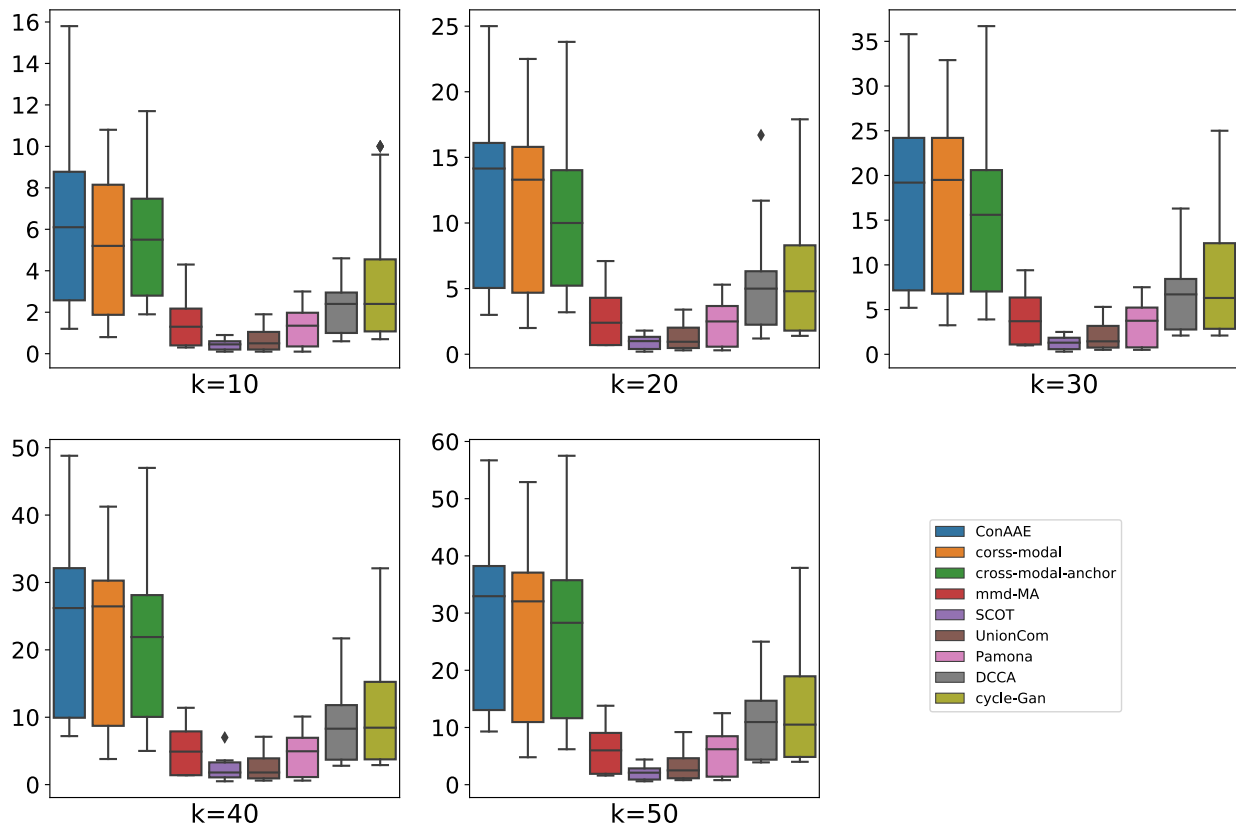 16
14
12
10
8
6
4
2
0
k=10
25
20
15
10
5
0
k=20
35
30
25
20
15
10
5
0
k=30
50
40
30
20
10
0
k=40
60
50
40
30
20
10
0
k=50
ConAAE
corss-modal
cross-modal-anchor
mmd-MA
SCOT
UnionCom
Pamona
DCCA
cycle-Gan